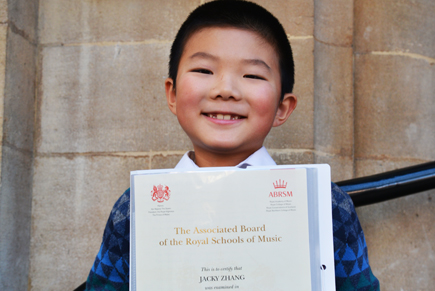 ABRSM
The Associated Board
of the Royal Schools of Music
This is to certify that
JACKY ZHANG
was examined in